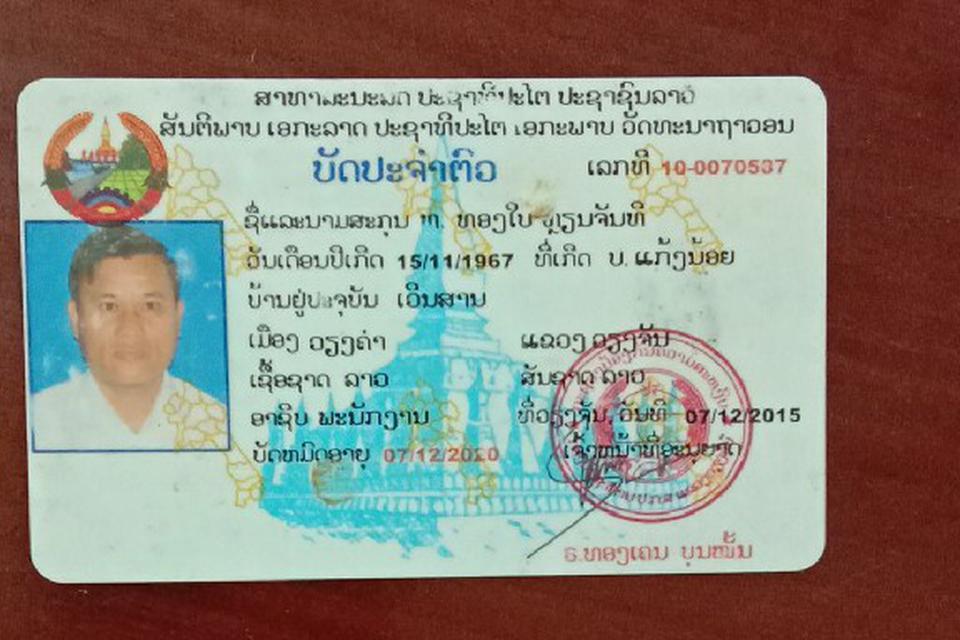 ສາທາລະນະລັດ ປະຊາທິປະໄຕ ປະຊາຊົນລາວ
ສັນຕິພາບ ເອກະລາດ ປະຊາທິປະໄຕ ເອກະພາບ ວັດທະນາຖາວອນ
ບັດປະຈຳຕົວ ເລກທີ 10-0070537
ຊື່ແລະນາມສະກຸນ ທ. ທອງໃບ ຫຼຽນຈັນທີ
ວັນເດືອນປີເກີດ 15/11/1967 ທີ່ເກີດ ບ. ແກ້ງນ້ອຍ
ບ້ານຢູ່ປະຈຸບັນ ເວີນສານ
ເມືອງ ວຽງຄຳ ແຂວງ ວຽງຈັນ
ເຊື້ອຊາດ ລາວ ສັນຊາດ ລາວ
ອາຊິບ ພະນັກງານ ທີ່ວຽງຈັນ, ວັນທີ 07/12/2015
ບັດຫມົດອາຍຸ 07/12/2020 ເຈົ້າຫນ້າທີ່ອະນຸຍາດ
ທອງເດນ ບຸນໝັ້ນ